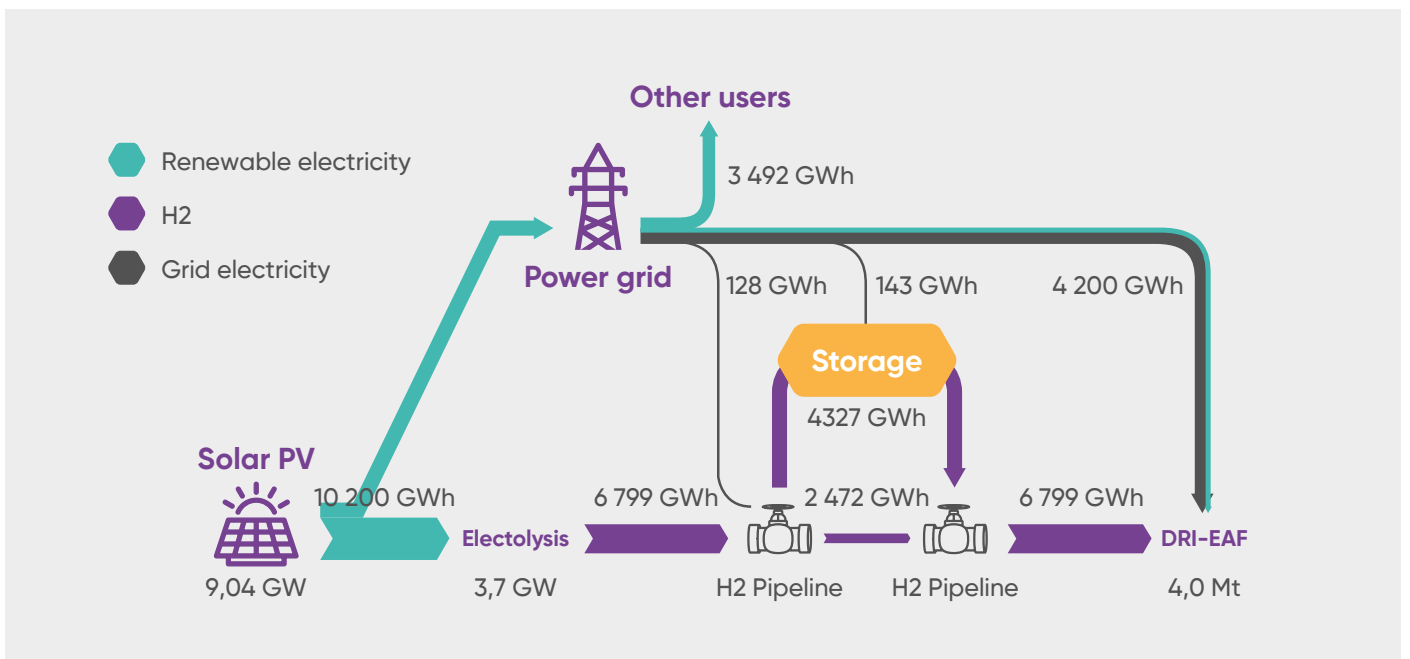 Other users
Renewable electricity
3 492 GWh
H2
Grid electricity
Power grid
128 GWh
143 GWh
4 200 GWh
Storage
4327 GWh
Solar PV
10 200 GWh
6 799 GWh
2 472 GWh
6 799 GWh
Electolysis
DRI-EAF
9,04 GW
3,7 GW
H2 Pipeline
H2 Pipeline
4,0 Mt